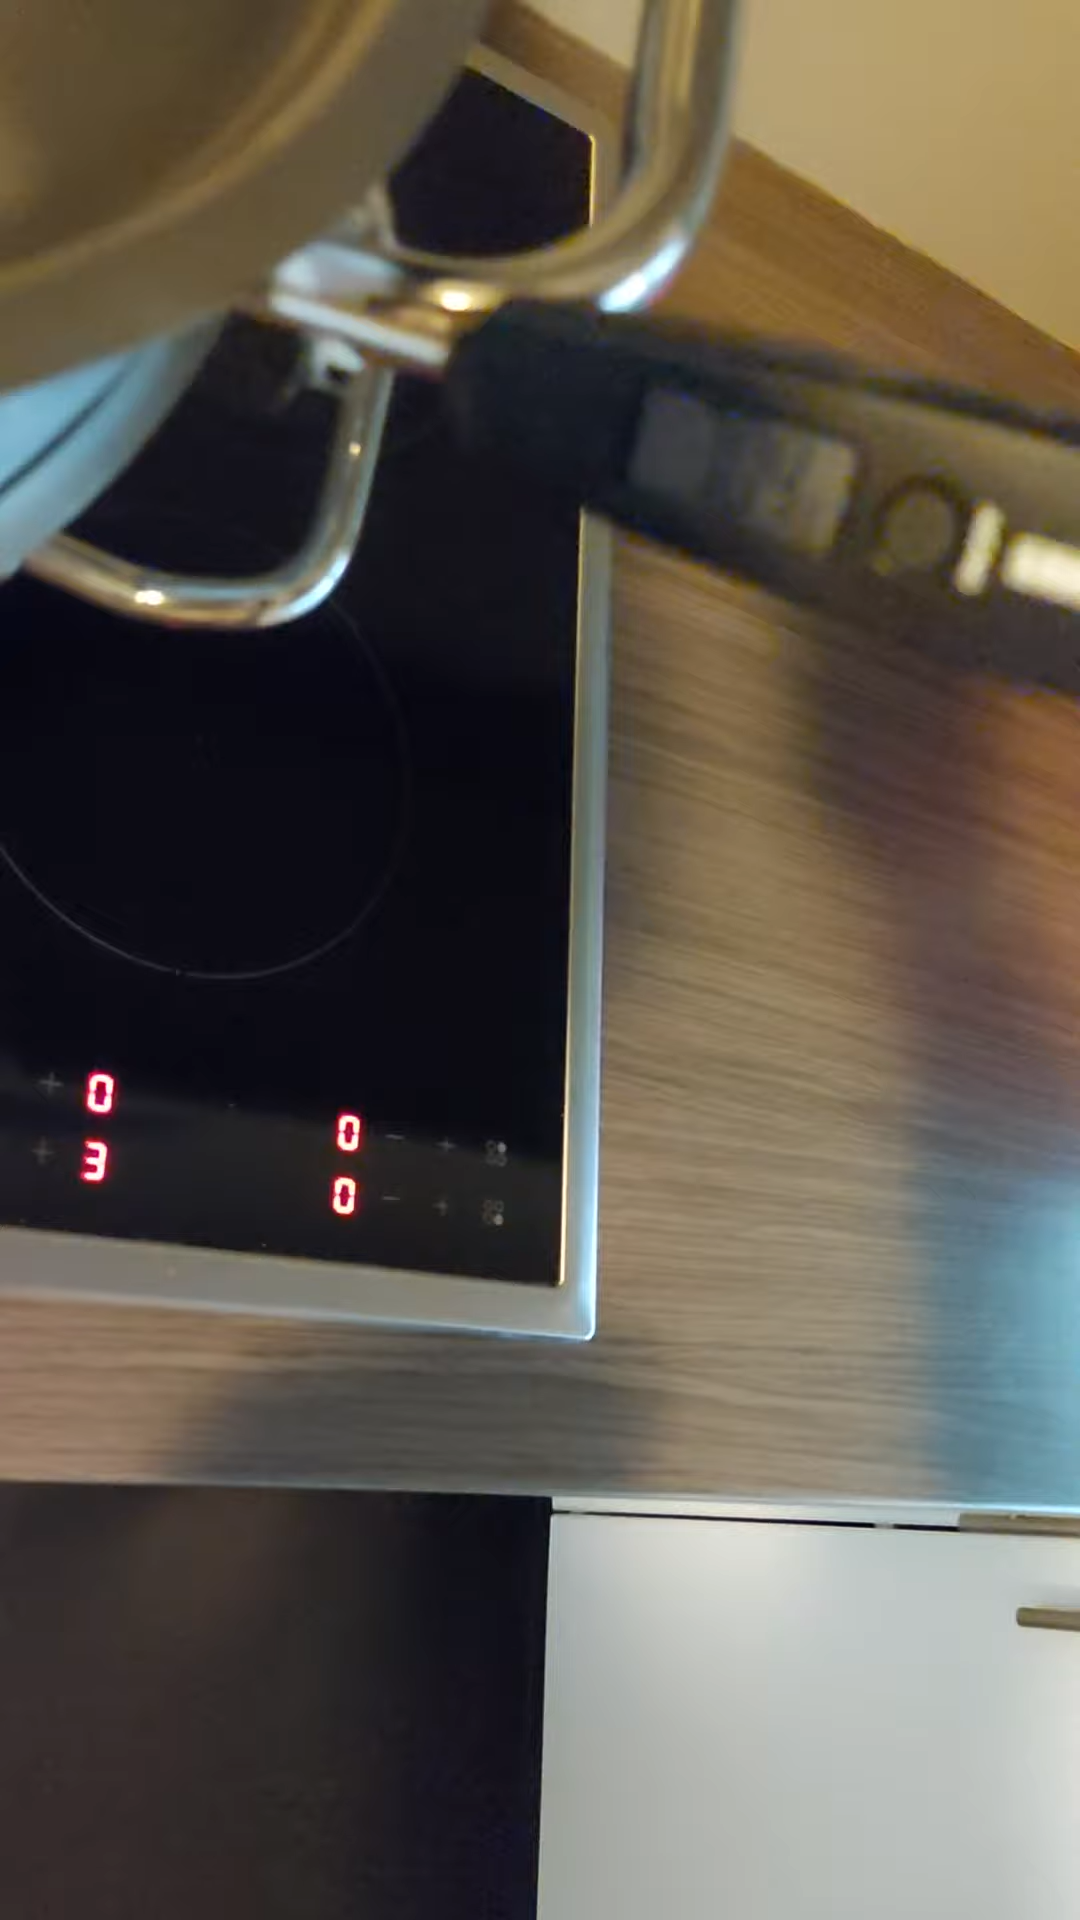 + 0
0 - +
+ 3
0 - +